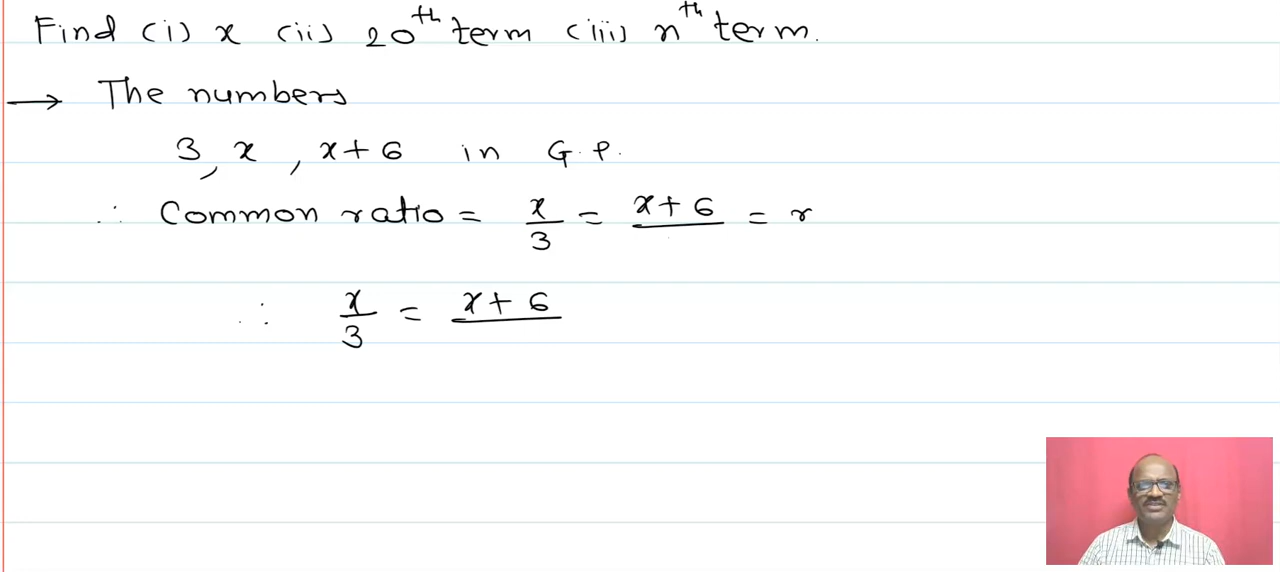 Find (i) x (ii) 20th term (iii) nth term.
→ The numbers
3, x, x+6 in G.P.
∴ Common ratio = x/3 = x+6/ = r
∴ x/3 = x+6/